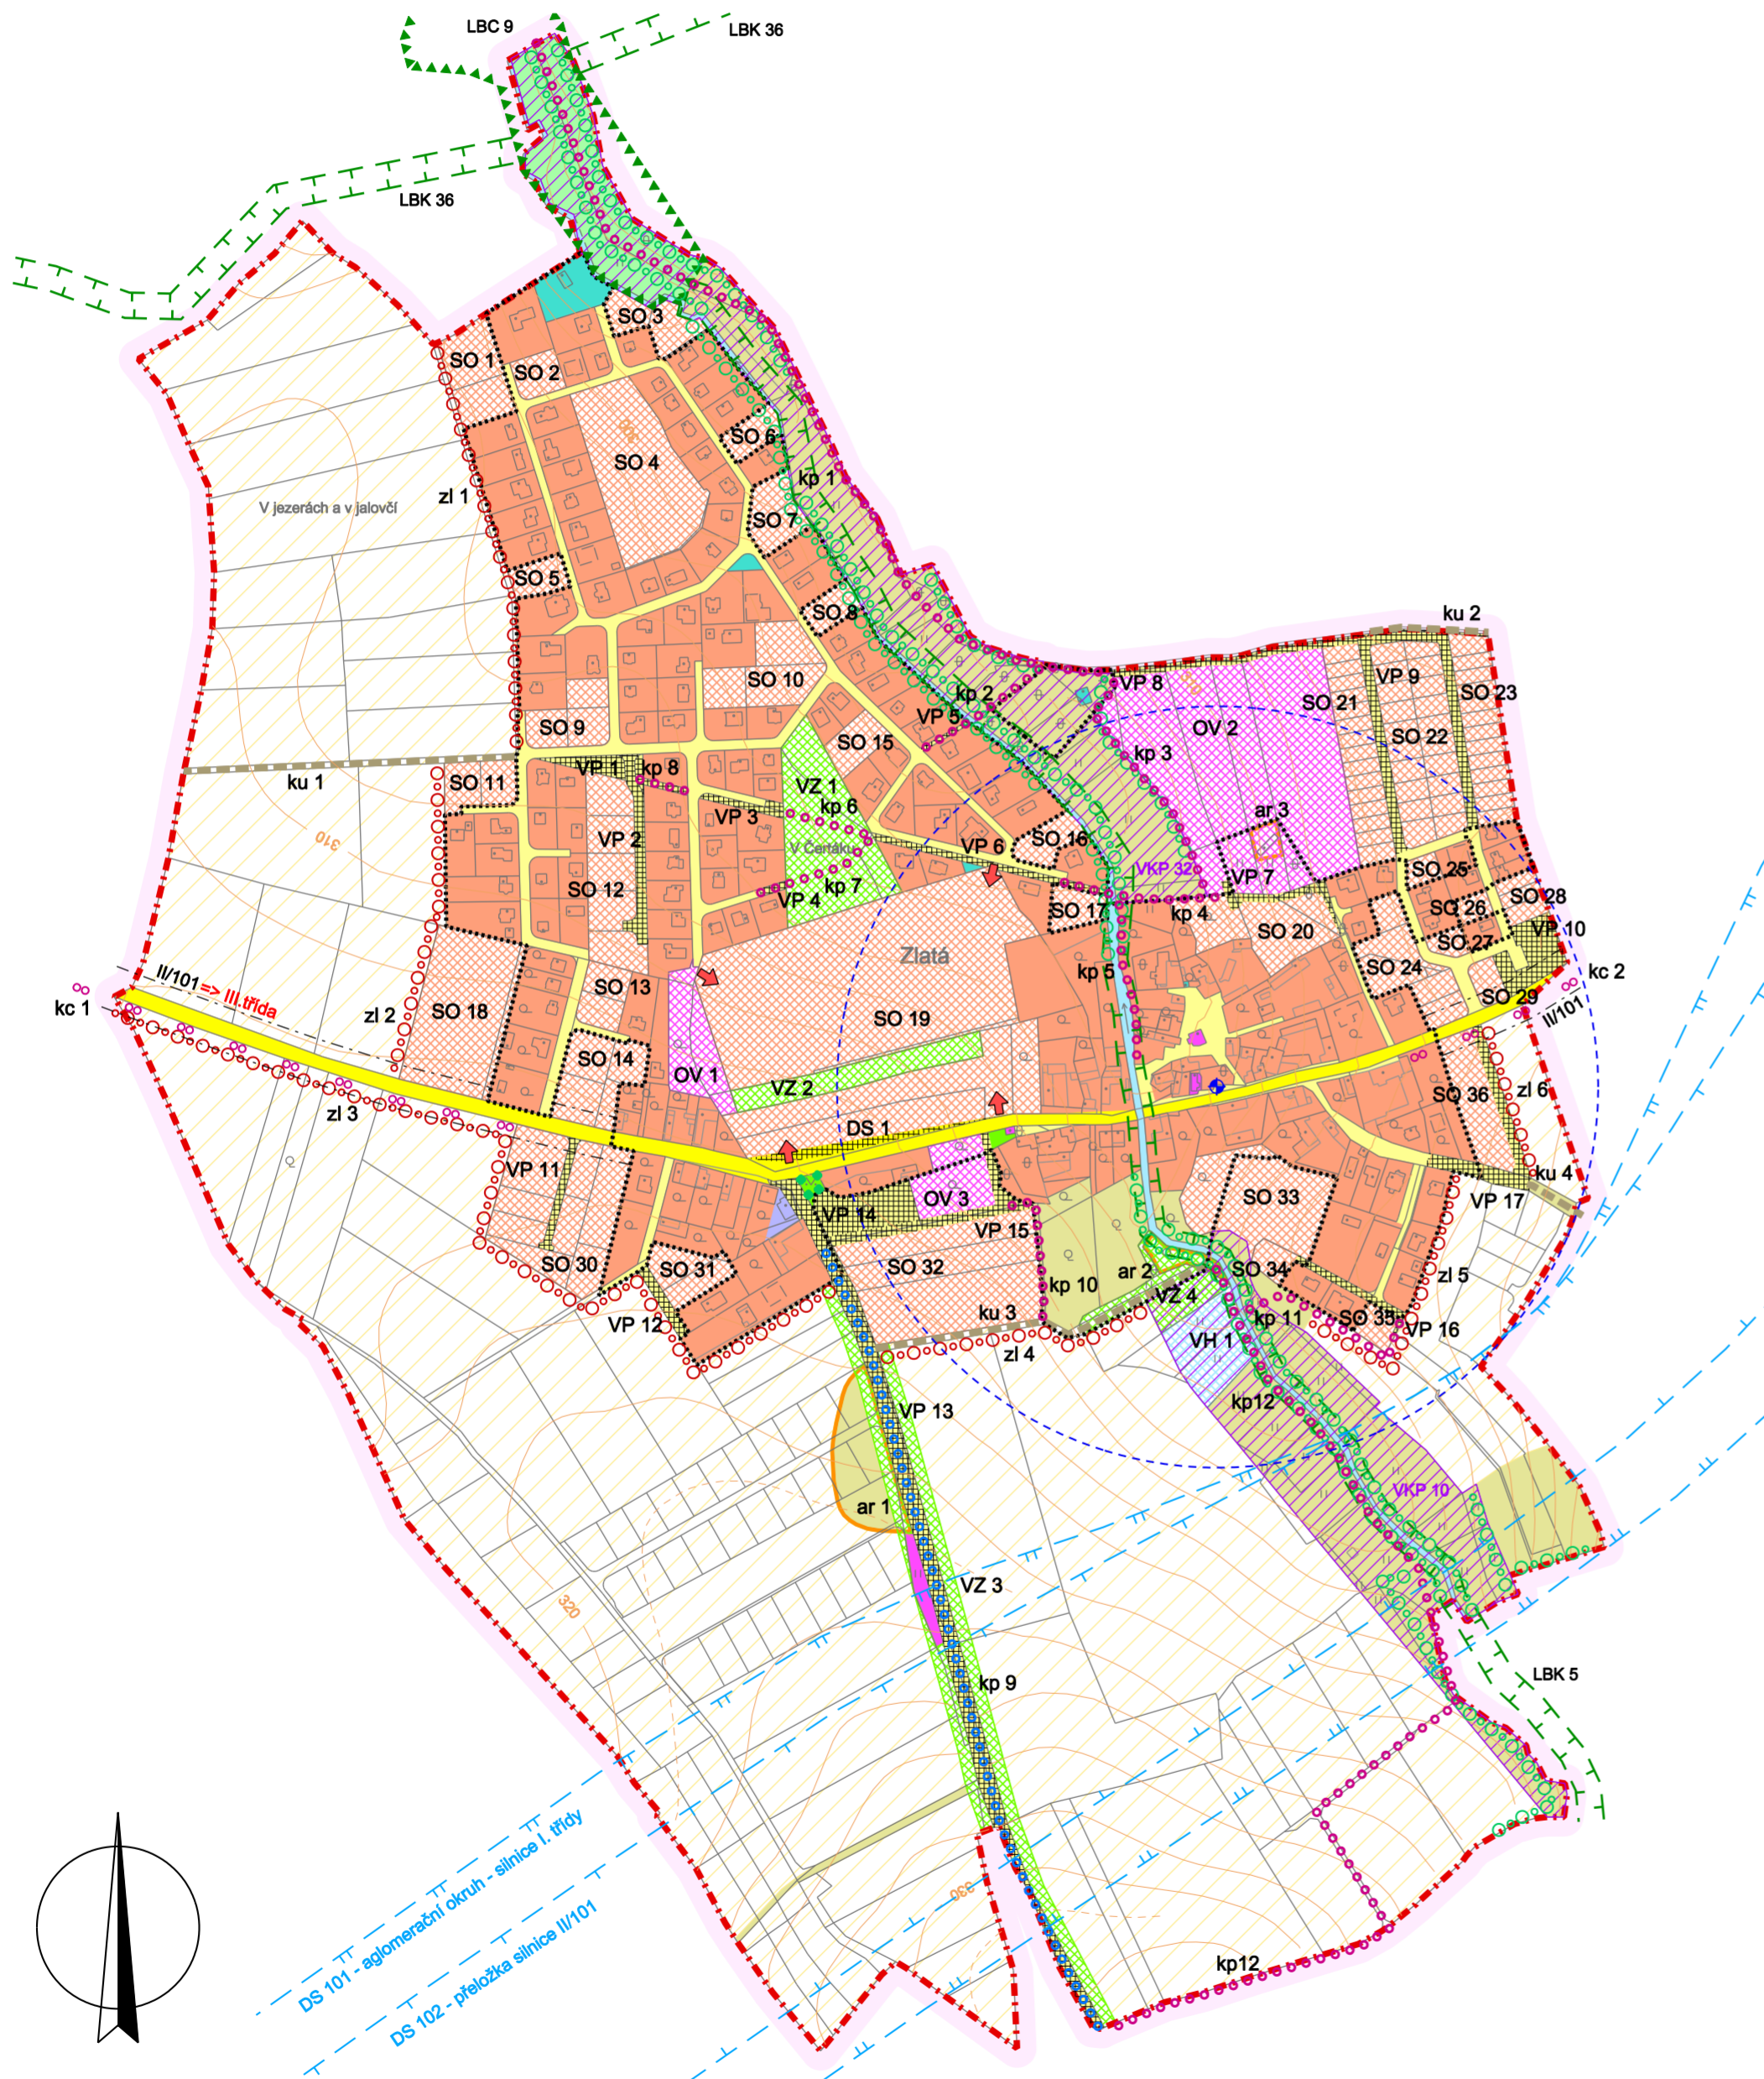 LBC 9
LBK 36
LBK 36
SO 3
SO 1
SO 2
SO 6
SO 4
kp 1
zl 1
V jezerách a v jalovčí
SO 7
SO 5
SO 8
ku 2
SO 10
kp 2
VP 8
VP 9
SO 23
SO 21
VP 5
OV 2
SO 9
SO 15
SO 22
kp 3
VP 1
kp 8
ku 1
SO 11
VZ 1
kp 6
VP 3
ar 3
310
VP 2
VP 6
SO 16
V Čertáku
SO 12
kp 7
VKP 32
VP 7
SO 25
VP 4
SO 28
SO 17
kp 4
SO 26
SO 20
VP 10
SO 27
Zlatá
kp 5
SO 24
kc 2
II/101 => III.třída
SO 13
SO 29
kc 1
zl 2
SO 18
SO 19
II/101
SO 14
OV 1
VZ 2
zl 3
SO 36
zl 6
DS 1
VP 11
ku 4
OV 3
SO 33
VP 17
VP 14
VP 15
SO 30
SO 31
SO 32
ar 2
SO 34
zl 5
kp 10
VZ 4
ku 3
kp 11
SO 35
VP 12
VP 16
VH 1
zl 4
kp12
VP 13
VKP 10
ar 1
VZ 3
320
LBK 5
kp 9
330
DS 101 - aglomerační okruh - silnice I. třídy
DS 102 - přeložka silnice II/101
kp12